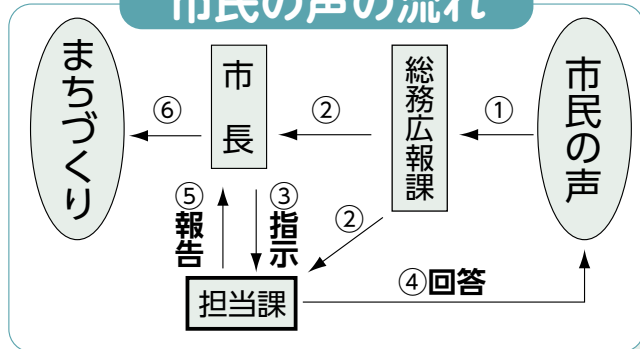 市民の声の流れ
まちづくり
⑥
市長
②
総務広報課
①
市民の声
⑤報告
③指示
②
担当課
④回答